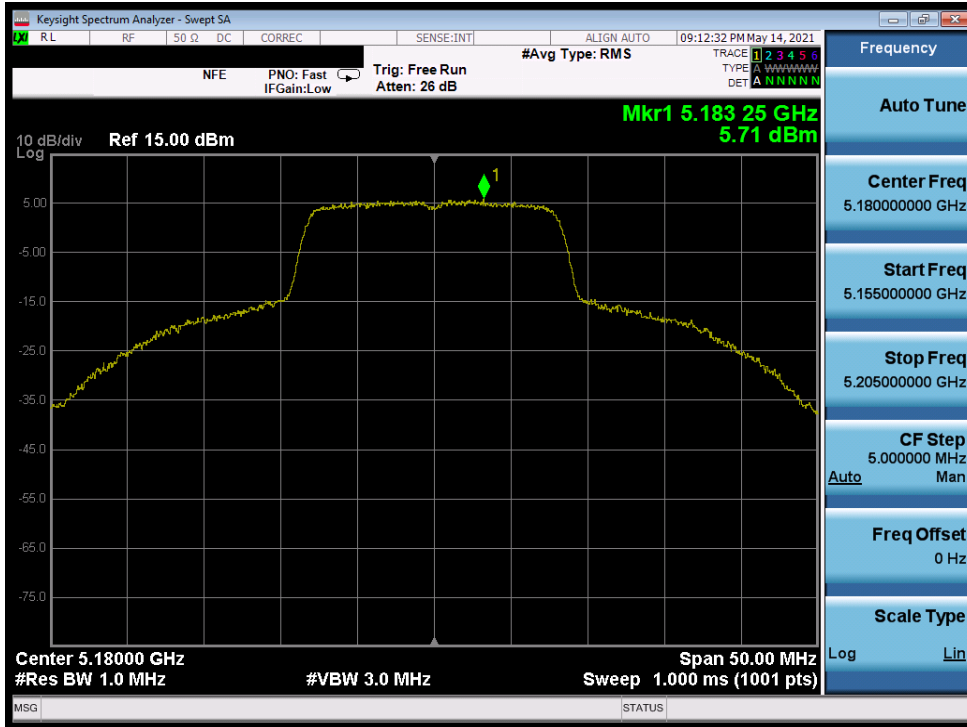 Keysight Spectrum Analyzer - Swept SA
LXI RL RF 50 Ω DC CORREC SENSE:INT ALIGN AUTO 09:12:32 PM May 14, 2021
Frequency
#Avg Type: RMS
TRACE 1 2 3 4 5 6
TYPE A WWWWW
DET A N N N N N
NFE
PNO: Fast
IFGain:Low
Trig: Free Run
Atten: 26 dB
Auto Tune
Mkr1 5.183 25 GHz
5.71 dBm
10 dB/div
Log
Ref 15.00 dBm
1
5.00
-5.00
-15.0
-25.0
-35.0
-45.0
-55.0
-65.0
-75.0
Center Freq
5.180000000 GHz
Start Freq
5.155000000 GHz
Stop Freq
5.205000000 GHz
CF Step
5.000000 MHz
Auto Man
Freq Offset
0 Hz
Scale Type
Log Lin
Center 5.18000 GHz
Span 50.00 MHz
#Res BW 1.0 MHz
#VBW 3.0 MHz
Sweep 1.000 ms (1001 pts)
MSG
STATUS